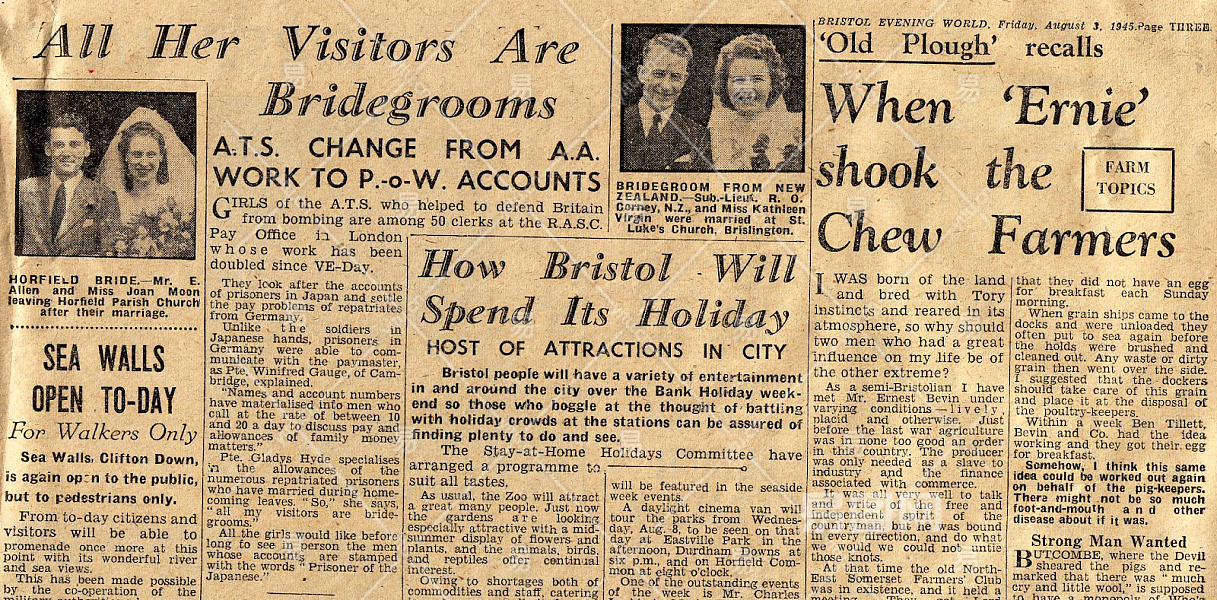 BRISTOL EVENING WORLD, Friday, August 3, 1945. Page THREE
All Her Visitors Are
Bridegrooms
A.T.S. CHANGE FROM A.A.
WORK TO P.-o-W. ACCOUNTS
GIRLS of the A.T.S. who helped to defend Britain
from bombing are among 50 clerks at the R.A.S.C.
Pay Office in London
whose work has been
doubled since VE-Day.
They look after the accounts
of prisoners in Japan and settle
the pay problems of repatriates
from Germany.
Unlike the soldiers in
Japanese hands, prisoners in
Germany were able to com-
municate with the paymaster,
as Pte. Winifred Gauge, of Cam-
bridge, explained.
"Names and account numbers
have materialised into men who
call at the rate of between 10
and 20 a day to discuss pay and
allowances of family money
matters."
Pte. Gladys Hyde specialises
in the allowances of the
numerous repatriated prisoners
who have married during home-
coming leaves. "So," she says,
"all my visitors are bride-
grooms."
All the girls would like before
long to see in person the men
whose accounts are stamped
with the words "Prisoner of the
Japanese."
HORFIELD BRIDE.—Mr. E.
Allen and Miss Joan Moon
leaving Horfield Parish Church
after their marriage.
SEA WALLS
OPEN TO-DAY
For Walkers Only
Sea Walls, Clifton Down,
is again open to the public,
but to pedestrians only.
From to-day citizens and
visitors will be able to
promenade once more at this
point with its wonderful river
and sea views.
This has been made possible
by the co-operation of the
BRIDEGROOM FROM NEW
ZEALAND.—Sub.-Lieut. R. O.
Corney, N.Z., and Miss Kathleen
Virgin were married at St.
Luke's Church, Brislington.
How Bristol Will
Spend Its Holiday
HOST OF ATTRACTIONS IN CITY
Bristol people will have a variety of entertainment
in and around the city over the Bank Holiday week-
end so those who boggle at the thought of battling
with holiday crowds at the stations can be assured of
finding plenty to do and see.
The Stay-at-Home Holidays Committee have
arranged a programme to
suit all tastes.
As usual, the Zoo will attract
a great many people. Just now
the gardens are looking
especially attractive with a mid-
summer display of flowers and
plants, and the animals, birds,
and reptiles offer continual
interest.
Owing to shortages both of
commodities and staff, catering
will be featured in the seaside
week events.
A daylight cinema van will
tour the parks from Wednes-
day, Aug. 8, to be seen on that
day at Eastville Park in the
afternoon, Durdham Downs at
six p.m., and on Horfield Com-
mon at eight o'clock.
One of the outstanding events
of the week is Mr. Charles
'Old Plough' recalls
When 'Ernie'
shook the
Chew Farmers
FARM
TOPICS
I WAS born of the land
and bred with Tory
instincts and reared in its
atmosphere, so why should
two men who had a great
influence on my life be of
the other extreme?
As a semi-Bristolian I have
met Mr. Ernest Bevin under
varying conditions—lively,
placid and otherwise. Just
before the last war agriculture
was in none too good an order
in this country. The producer
was only needed as a slave to
industry and the finance
associated with commerce.
It was all very well to talk
and write of the free and
independent spirit of the
countryman, but he was bound
in every direction, and do what
we would we could not untie
those knots.
At that time the old North-
East Somerset Farmers' Club
was in existence, and it held a
that they did not have an egg
for breakfast each Sunday
morning.
When grain ships came to the
docks and were unloaded they
often put to sea again before
the holds were brushed and
cleaned out. Any waste or dirty
grain then went over the side.
I suggested that the dockers
should take care of this grain
and place it at the disposal of
the poultry-keepers.
Within a week Ben Tillett,
Bevin and Co. had the idea
working and they got their egg
for breakfast.
Somehow, I think this same
idea could be worked out again
on behalf of the pig-keepers.
There might not be so much
foot-and-mouth and other
disease about if it was.
Strong Man Wanted
BUTCOMBE, where the Devil
sheared the pigs and re-
marked that there was "much
cry and little wool," is supposed